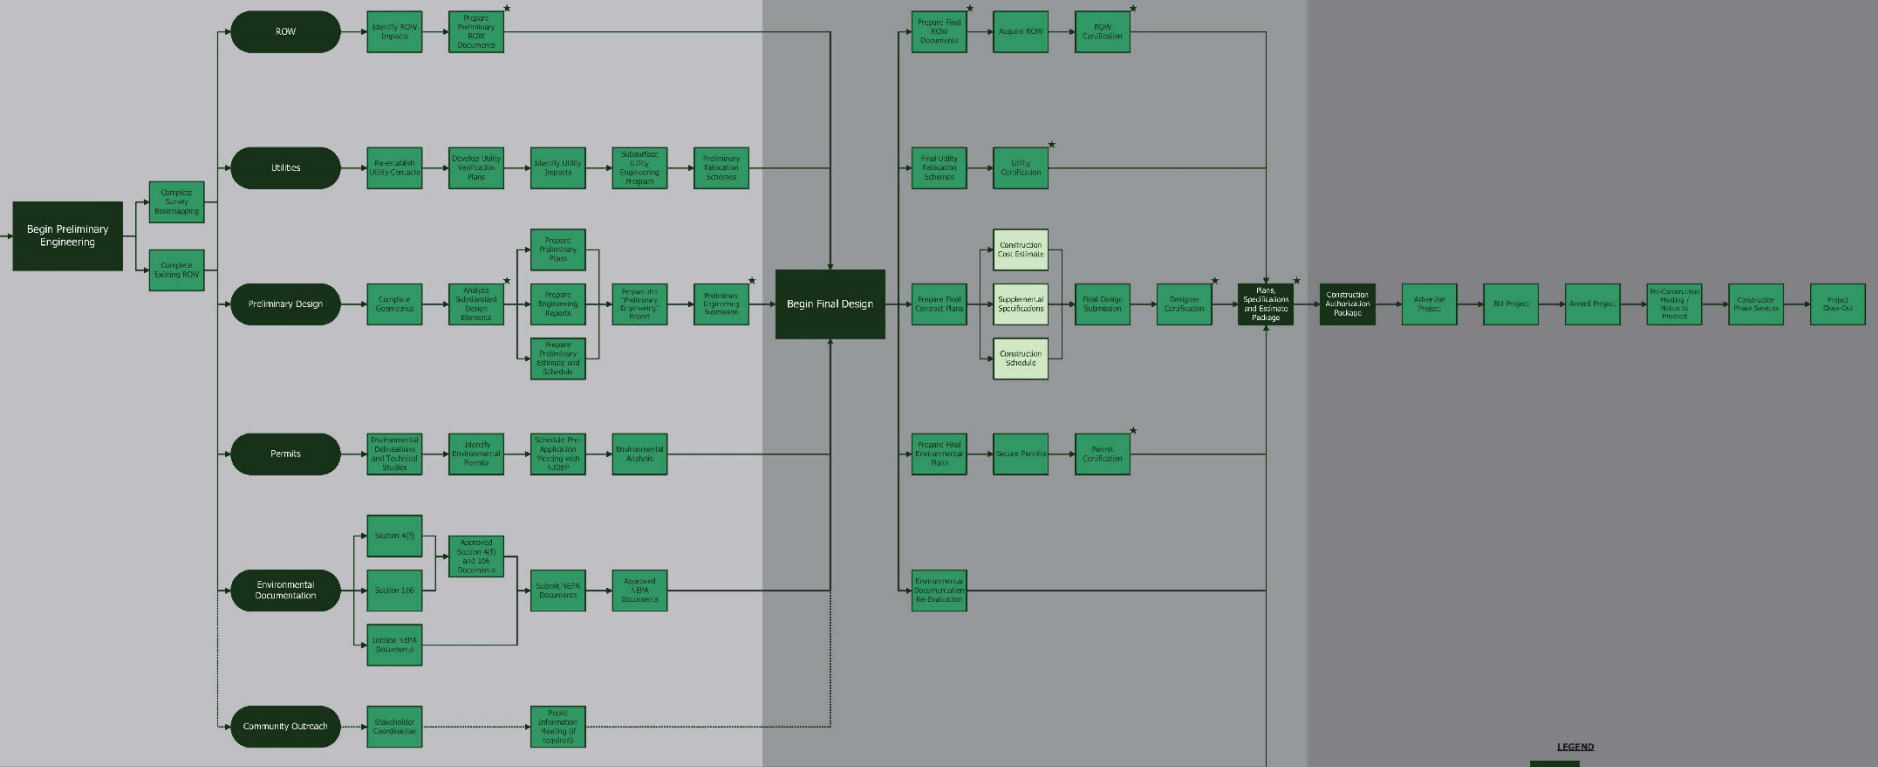 ROW
Identify ROW
Impacts
Prepare
Preliminary
ROW
Documents
Prepare Final
ROW
Documents
Acquire ROW
ROW
Certification
Utilities
Re-establish
Utility Contacts
Develop Utility
Verification
Plans
Identify Utility
Impacts
Subsurface
Utility
Engineering
Program
Preliminary
Relocation
Schemes
Final Utility
Relocation
Schemes
Utility
Certification
Begin Preliminary
Engineering
Complete
Survey
Basemapping
Complete
Existing ROW
Preliminary Design
Complete
Geometrics
Analyze
Substandard
Design
Elements
Prepare
Preliminary
Plans
Prepare
Engineering
Reports
Prepare
Preliminary
Estimate and
Schedule
Prepare the
"Preliminary
Engineering"
Report
Preliminary
Engineering
Submission
Begin Final Design
Prepare Final
Contract Plans
Construction
Cost Estimate
Supplemental
Specifications
Construction
Schedule
Final Design
Submission
Designer
Certification
Plans,
Specifications
and Estimate
Package
Construction
Authorization
Package
Advertise
Project
Bid Project
Award Project
Pre-Construction
Meeting /
Notice to
Proceed
Construction
Phase Services
Project
Close-Out
Permits
Environmental
Delineations
and Technical
Studies
Identify
Environmental
Permits
Schedule Pre-
Application
Meeting with
NJDEP
Environmental
Analysis
Prepare Final
Environmental
Plans
Secure Permits
Permit
Certification
Environmental
Documentation
Section 4(f)
Section 106
Initiate NEPA
Documents
Approved
Section 4(f)
and 106
Documents
Submit NEPA
Documents
Approved
NEPA
Documents
Environmental
Documentation
Re-Evaluation
Community Outreach
Stakeholder
Coordination
Public
Information
Meeting (if
required)
LEGEND